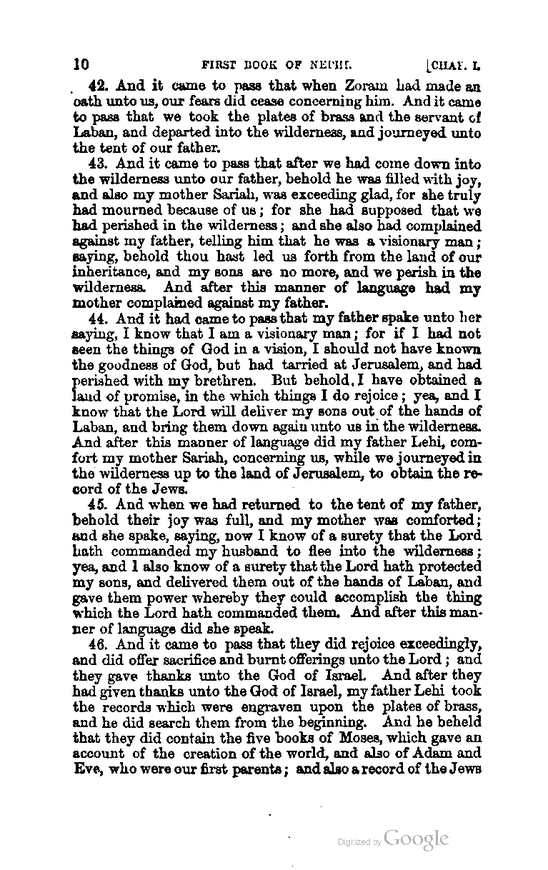 10 FIRST BOOK OF NEPHI. [CHAP. I.
42. And it came to pass that when Zoram had made an
oath unto us, our fears did cease concerning him. And it came
to pass that we took the plates of brass and the servant of
Laban, and departed into the wilderness, and journeyed unto
the tent of our father.
43. And it came to pass that after we had come down into
the wilderness unto our father, behold he was filled with joy,
and also my mother Sariah, was exceeding glad, for she truly
had mourned because of us; for she had supposed that we
had perished in the wilderness; and she also had complained
against my father, telling him that he was a visionary man;
saying, behold thou hast led us forth from the land of our
inheritance, and my sons are no more, and we perish in the
wilderness. And after this manner of language had my
mother complained against my father.
44. And it had came to pass that my father spake unto her
saying, I know that I am a visionary man; for if I had not
seen the things of God in a vision, I should not have known
the goodness of God, but had tarried at Jerusalem, and had
perished with my brethren. But behold, I have obtained a
land of promise, in the which things I do rejoice; yea, and I
know that the Lord will deliver my sons out of the hands of
Laban, and bring them down again unto us in the wilderness.
And after this manner of language did my father Lehi, com-
fort my mother Sariah, concerning us, while we journeyed in
the wilderness up to the land of Jerusalem, to obtain the re-
cord of the Jews.
45. And when we had returned to the tent of my father,
behold their joy was full, and my mother was comforted;
and she spake, saying, now I know of a surety that the Lord
hath commanded my husband to flee into the wilderness;
yea, and I also know of a surety that the Lord hath protected
my sons, and delivered them out of the hands of Laban, and
gave them power whereby they could accomplish the thing
which the Lord hath commanded them. And after this man-
ner of language did she speak.
46. And it came to pass that they did rejoice exceedingly,
and did offer sacrifice and burnt offerings unto the Lord; and
they gave thanks unto the God of Israel. And after they
had given thanks unto the God of Israel, my father Lehi took
the records which were engraven upon the plates of brass,
and he did search them from the beginning. And he beheld
that they did contain the five books of Moses, which gave an
account of the creation of the world, and also of Adam and
Eve, who were our first parents; and also a record of the Jews
Digitized by Google